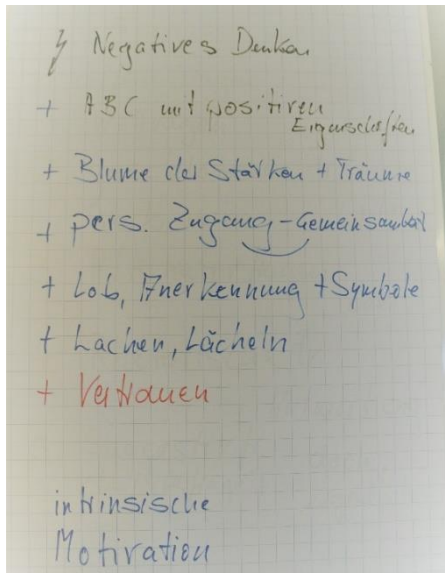 ↯ Negatives Denken
+ ABC mit positiven
Eigenschaften
+ Blume der Stärken + Träume
+ pers. Zugang - Gemeinsamkeit
+ Lob, Anerkennung + Symbole
+ Lachen, Lächeln
+ Vertrauen
intrinsische
Motivation